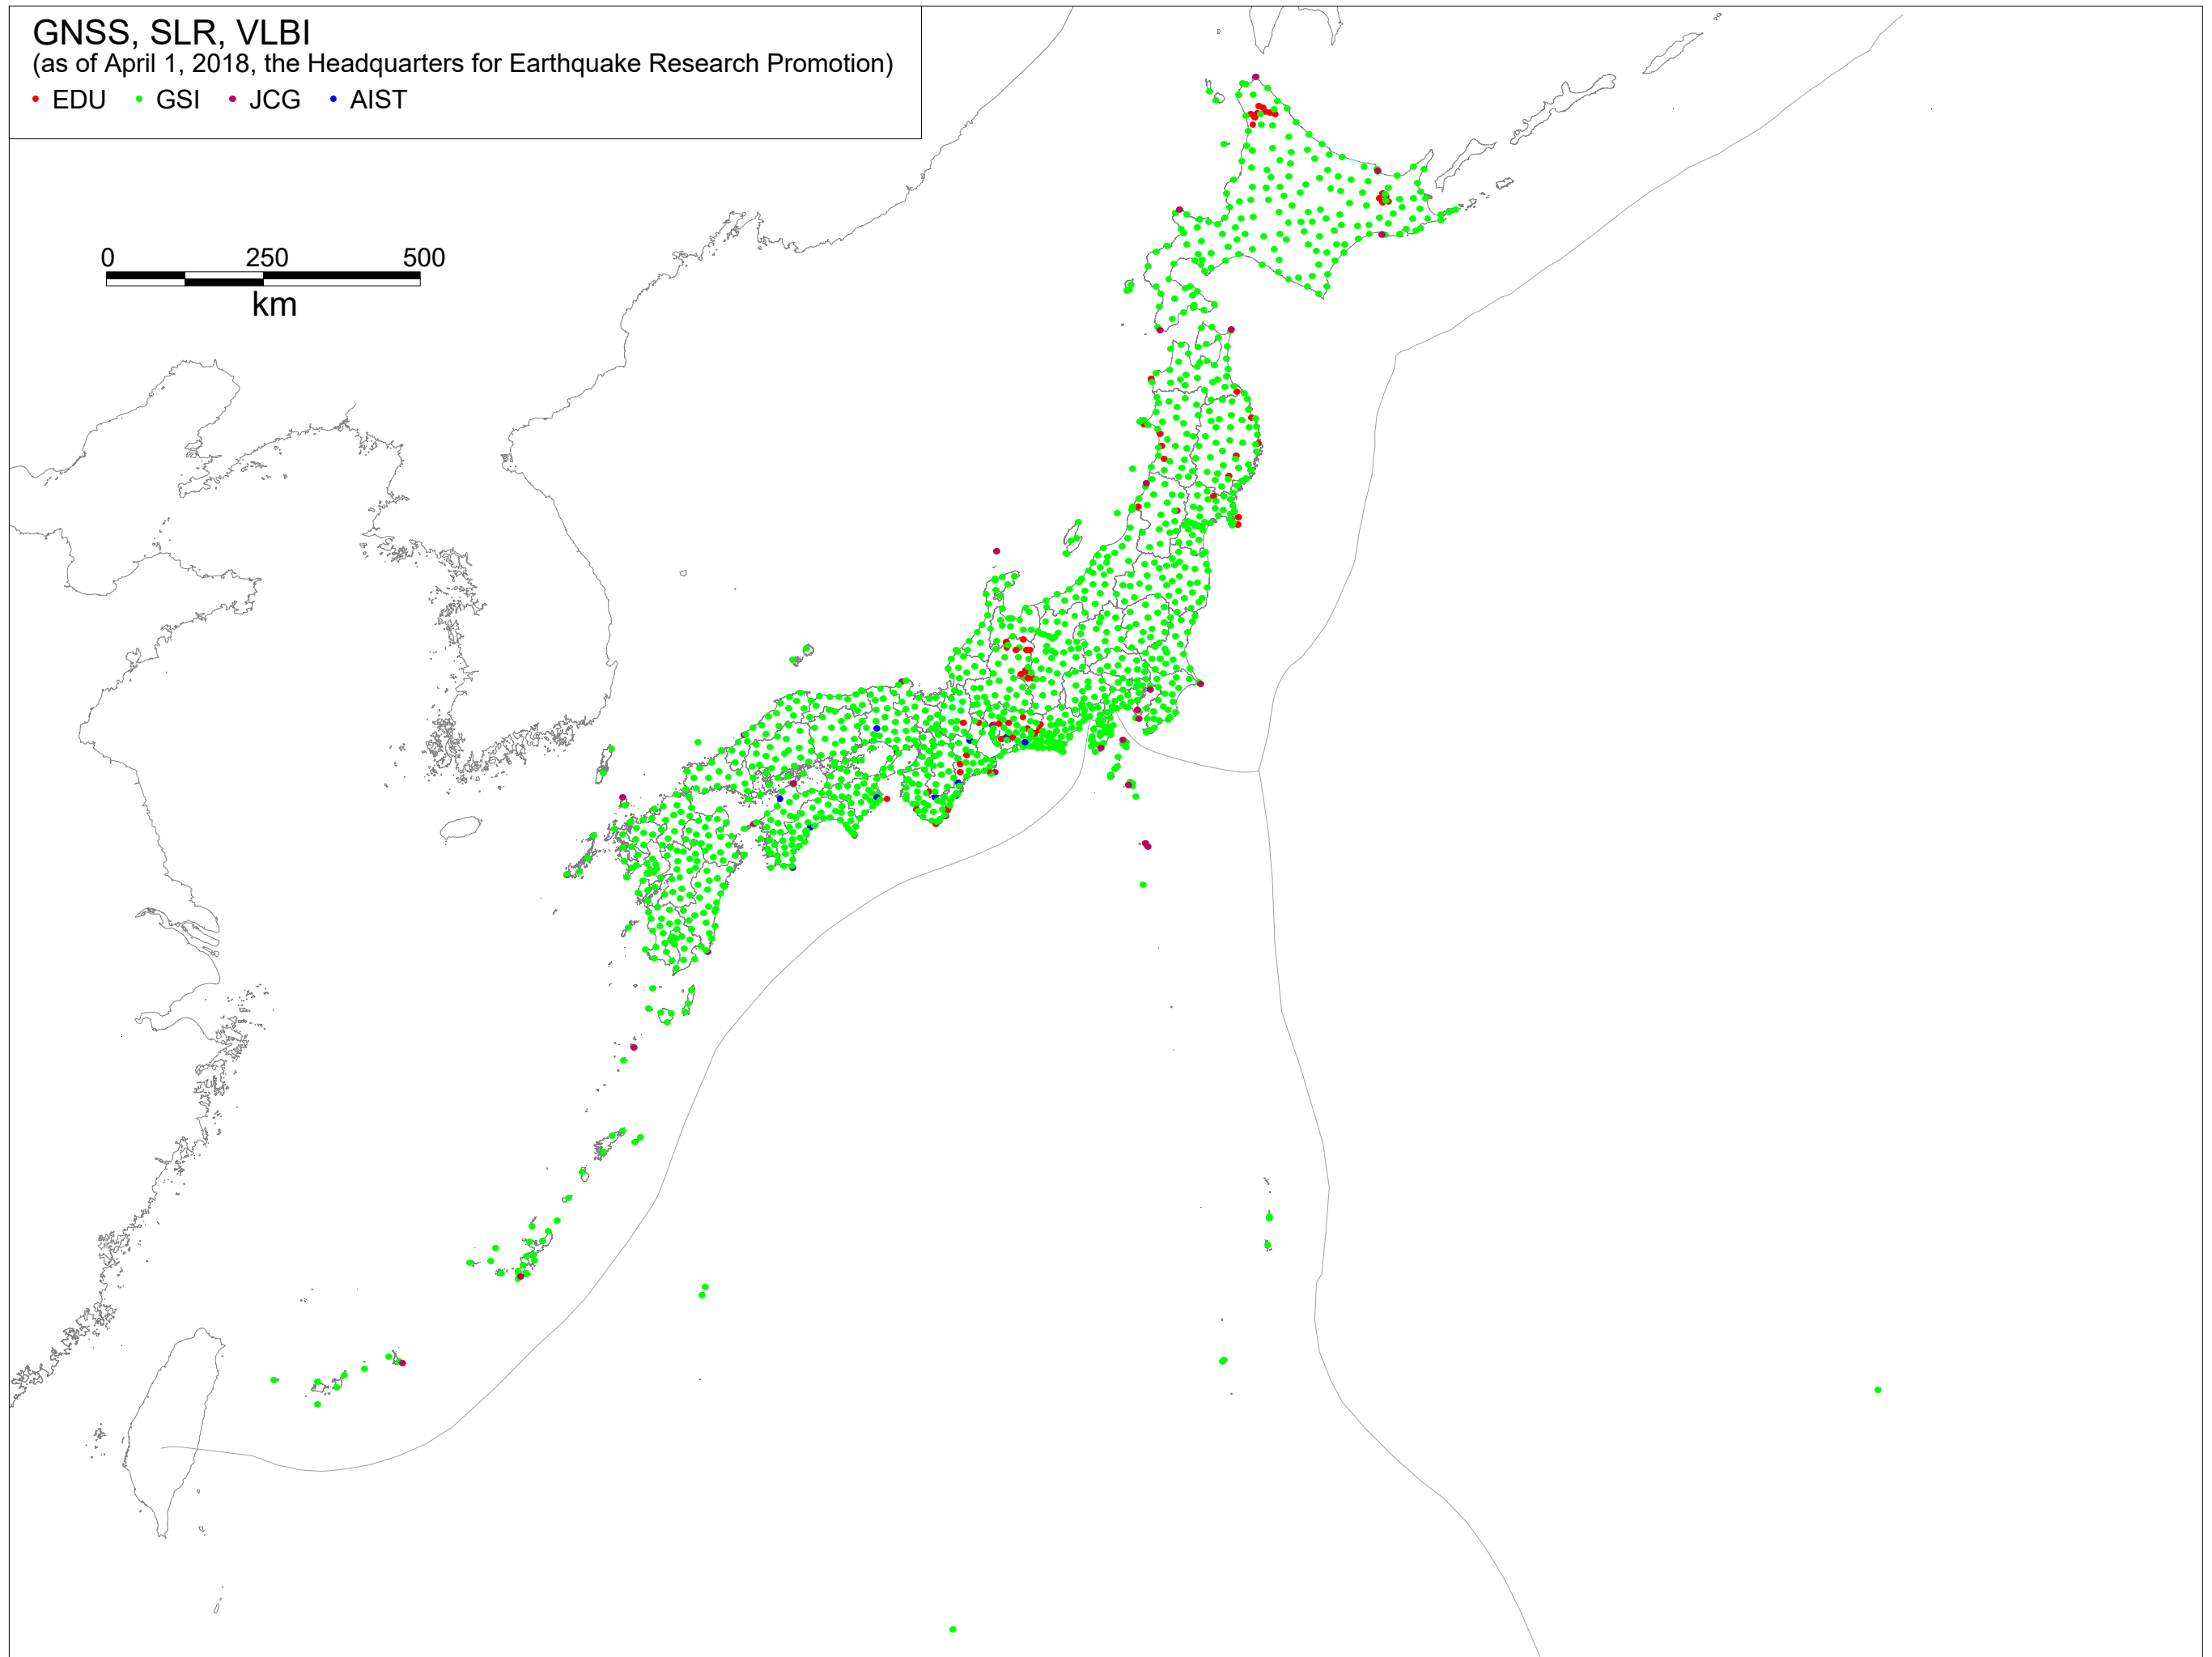 GNSS, SLR, VLBI
(as of April 1, 2018, the Headquarters for Earthquake Research Promotion)
EDU GSI JCG AIST
0 250 500
km